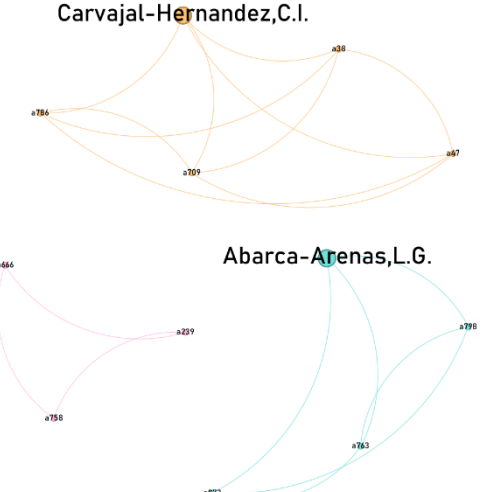 Carvajal-Hernandez,C.I.
a38
a786
a47
a709
Abarca-Arenas,L.G.
a798
a239
a758
a763